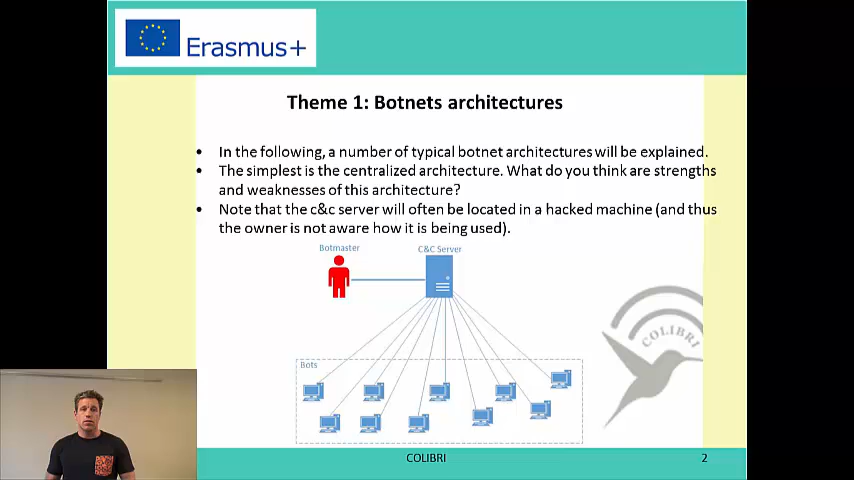 Erasmus+
Theme 1: Botnets architectures
• In the following, a number of typical botnet architectures will be explained.
• The simplest is the centralized architecture. What do you think are strengths
and weaknesses of this architecture?
• Note that the c&c server will often be located in a hacked machine (and thus
the owner is not aware how it is being used).
Botmaster
C&C Server
COLIBRI
Bots
COLIBRI
2